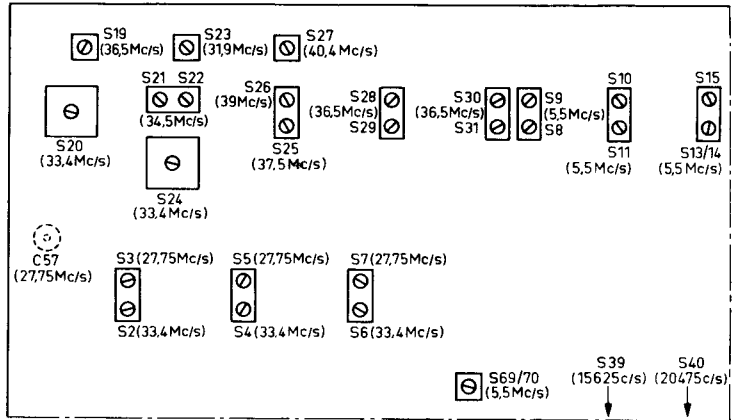 S19
(36,5Mc/s)
S23
(31,9Mc/s)
S27
(40,4Mc/s)
S21 S22
(34,5Mc/s)
S26
(39Mc/s)
S25
(37,5Mc/s)
S28
(36,5Mc/s)
S29
S30
(36,5Mc/s)
S31
S9
(5,5Mc/s)
S8
S10
S11
(5,5Mc/s)
S15
S13/14
(5,5Mc/s)
S20
(33,4Mc/s)
S24
(33,4Mc/s)
C57
(27,75Mc/s)
S3(27,75Mc/s)
S2(33,4Mc/s)
S5(27,75Mc/s)
S4(33,4Mc/s)
S7(27,75Mc/s)
S6(33,4Mc/s)
S69/70
(5,5Mc/s)
S39
(15625c/s)
S40
(20475c/s)